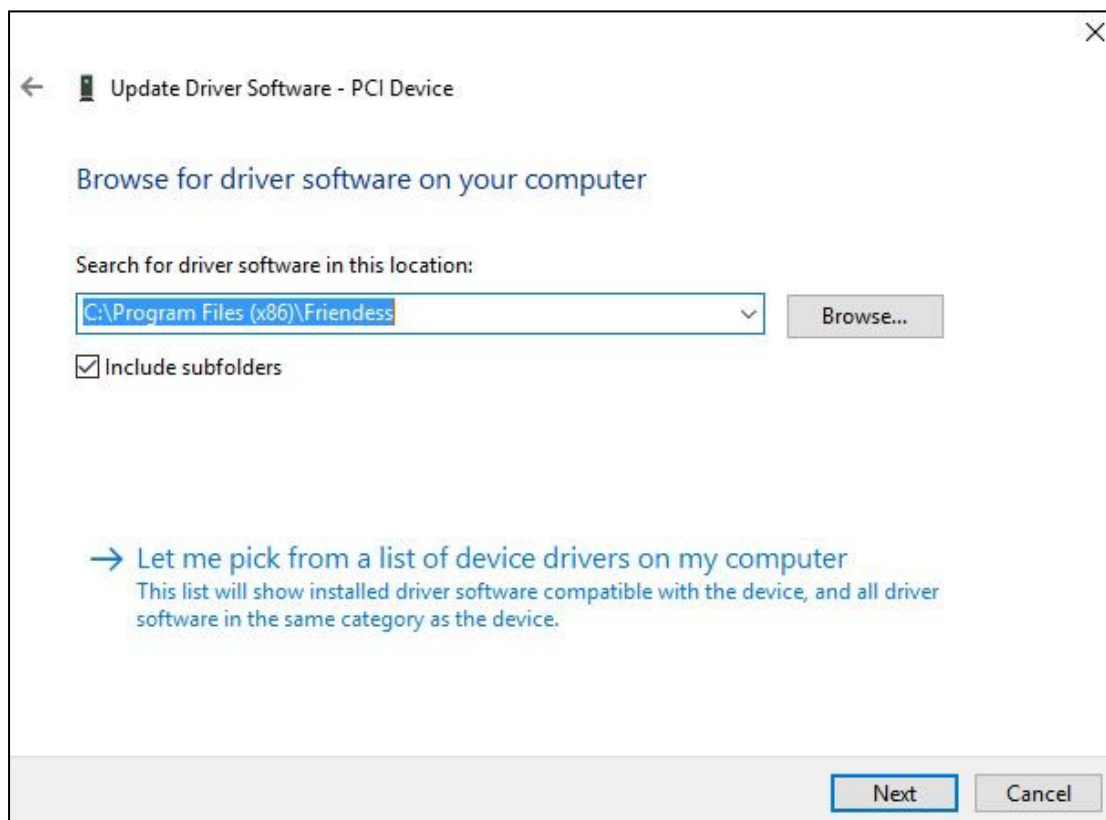 Update Driver Software - PCI Device
Browse for driver software on your computer
Search for driver software in this location:
C:\Program Files (x86)\Friendess
Browse...
Include subfolders
Let me pick from a list of device drivers on my computer
This list will show installed driver software compatible with the device, and all driver
software in the same category as the device.
Next
Cancel